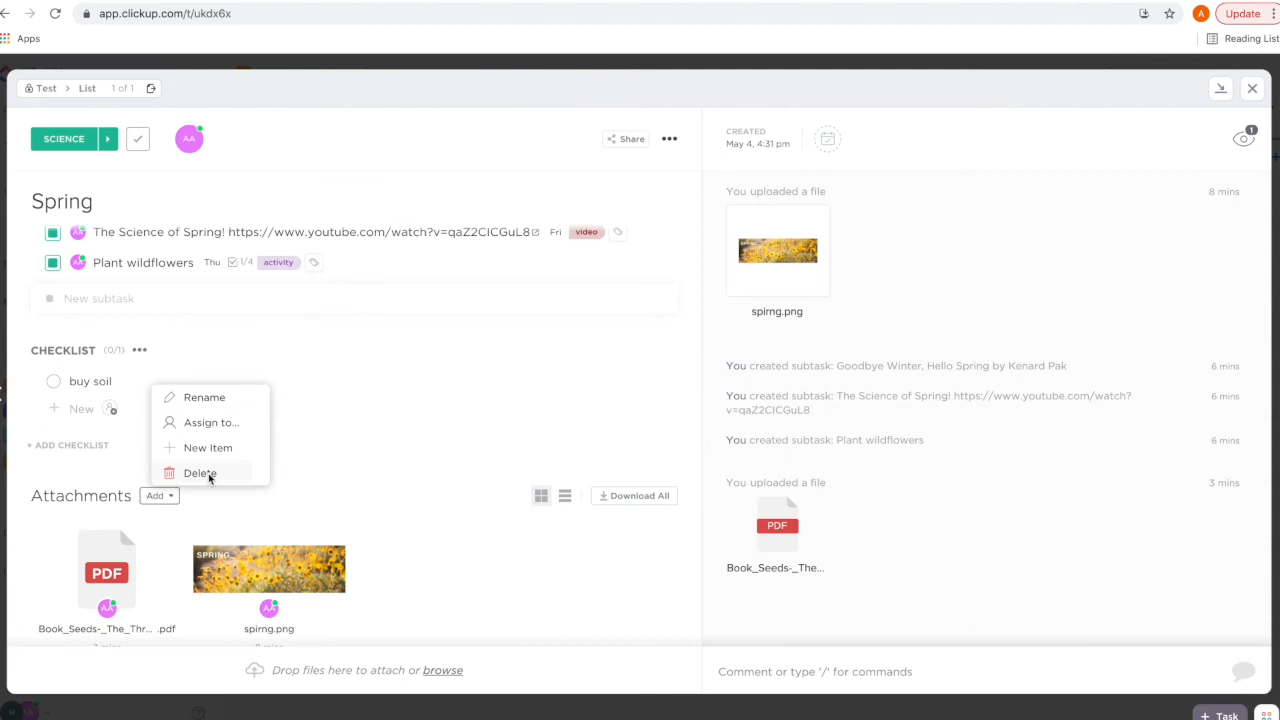 app.clickup.com/t/ukdx6x
A
Update
Apps
Reading List
Test > List 1 of 1
SCIENCE
AA
Share
CREATED
May 4, 4:31 pm
1
Spring
The Science of Spring! https://www.youtube.com/watch?v=qaZ2CICGuL8 Fri video
Plant wildflowers Thu 1/4 activity
New subtask
CHECKLIST (0/1)
buy soil
+ New
+ ADD CHECKLIST
Rename
Assign to...
New Item
Delete
Attachments Add
Download All
PDF
AA
Book_Seeds-_The_Thr... .pdf
SPRING
AA
spirng.png
Drop files here to attach or browse
You uploaded a file 8 mins
spirng.png
You created subtask: Goodbye Winter, Hello Spring by Kenard Pak 6 mins
You created subtask: The Science of Spring! https://www.youtube.com/watch? 6 mins
v=qaZ2CICGuL8
You created subtask: Plant wildflowers 6 mins
You uploaded a file 3 mins
PDF
Book_Seeds-_The...
Comment or type '/' for commands
+ Task